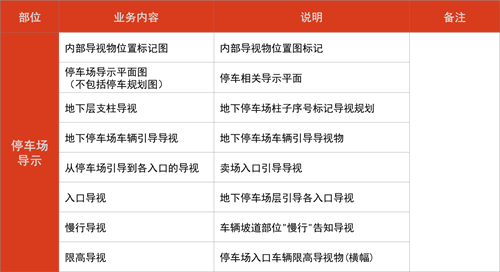 部位 业务内容 说明 备注
停车场
导示
内部导视物位置标记图 内部导视物位置图标记
停车场导示平面图
（不包括停车规划图） 停车相关导示平面
地下层支柱导视 地下停车场柱子序号标记导视规划
地下停车场车辆引导导视 地下停车场车辆引导导视物
从停车场引导到各入口的导视 卖场入口引导导视
入口导视 地下停车场层引导各入口导视
慢行导视 车辆坡道部位"慢行"告知导视
限高导视 停车场入口车辆限高导视物(横幅)